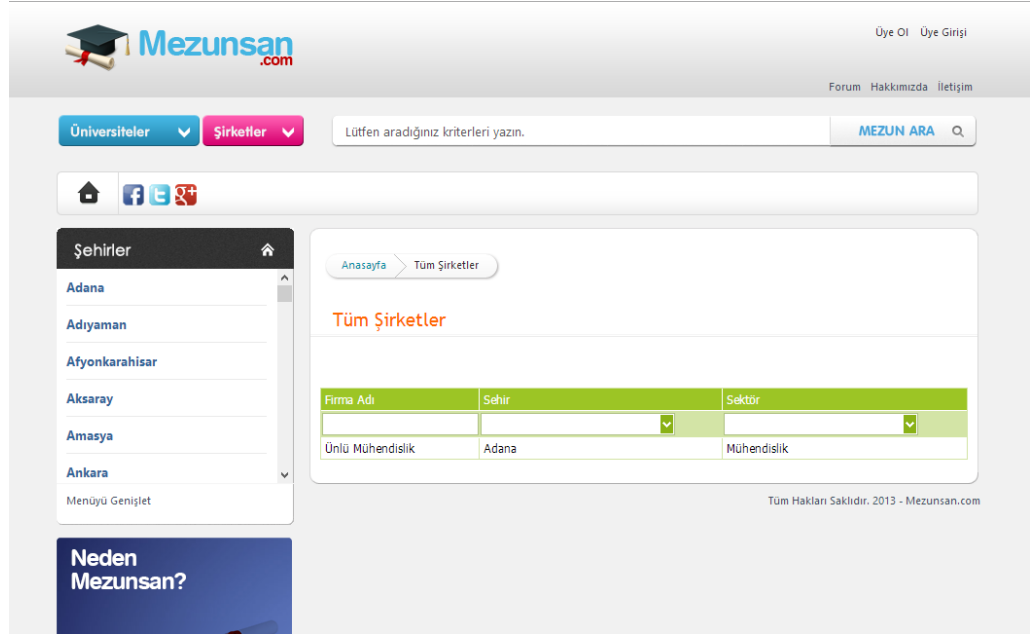 Mezunsan
.com
Üye Ol Üye Girişi
Forum Hakkımızda İletişim
Üniversiteler Şirketler Lütfen aradığınız kriterleri yazın. MEZUN ARA
Şehirler
Adana
Adıyaman
Afyonkarahisar
Aksaray
Amasya
Ankara
Menüyü Genişlet
Neden
Mezunsan?
Anasayfa Tüm Şirketler
Tüm Şirketler
Firma Adı Sehir Sektör
Ünlü Mühendislik Adana Mühendislik
Tüm Hakları Saklıdır. 2013 - Mezunsan.com